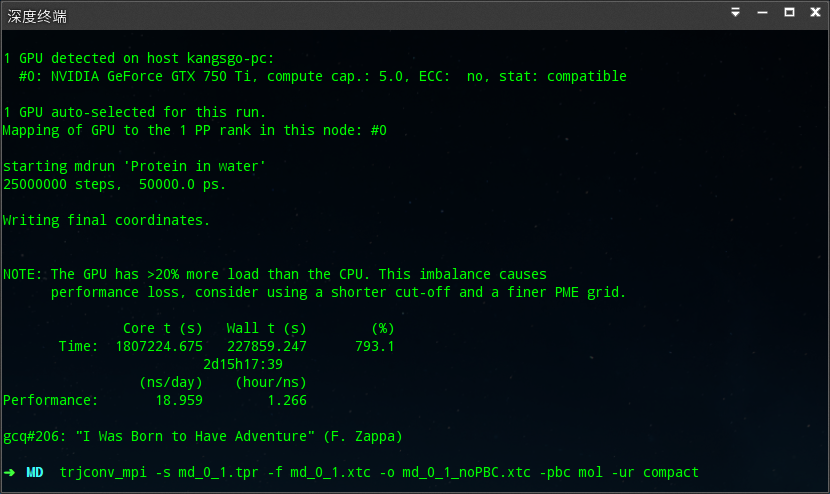 深度终端
1 GPU detected on host kangsgo-pc:
  #0: NVIDIA GeForce GTX 750 Ti, compute cap.: 5.0, ECC:  no, stat: compatible
1 GPU auto-selected for this run.
Mapping of GPU to the 1 PP rank in this node: #0
starting mdrun 'Protein in water'
25000000 steps,  50000.0 ps.
Writing final coordinates.
NOTE: The GPU has >20% more load than the CPU. This imbalance causes
      performance loss, consider using a shorter cut-off and a finer PME grid.
               Core t (s)   Wall t (s)        (%)
       Time:  1807224.675   227859.247      793.1
                         2d15h17:39
                 (ns/day)    (hour/ns)
Performance:       18.959        1.266
gcq#206: "I Was Born to Have Adventure" (F. Zappa)
➜  MD  trjconv_mpi -s md_0_1.tpr -f md_0_1.xtc -o md_0_1_noPBC.xtc -pbc mol -ur compact